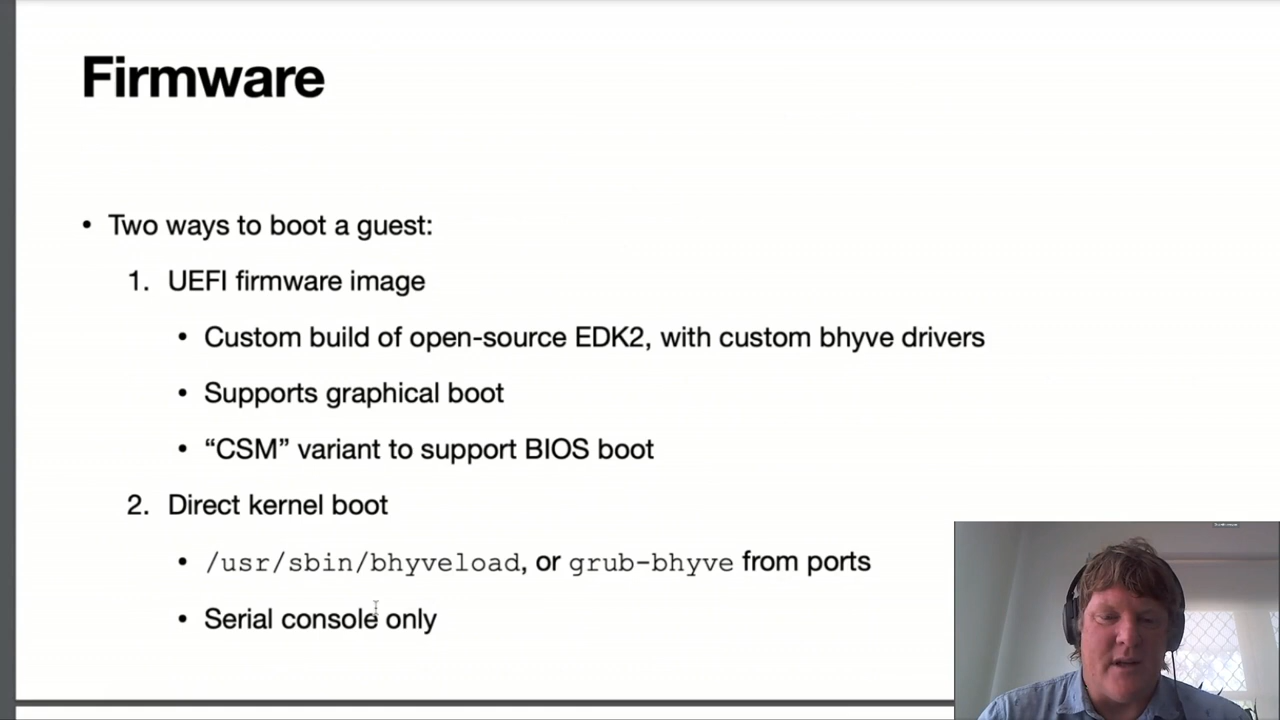 Firmware
• Two ways to boot a guest:
1. UEFI firmware image
• Custom build of open-source EDK2, with custom bhyve drivers
• Supports graphical boot
• “CSM” variant to support BIOS boot
2. Direct kernel boot
• /usr/sbin/bhyveload, or grub-bhyve from ports
• Serial console only